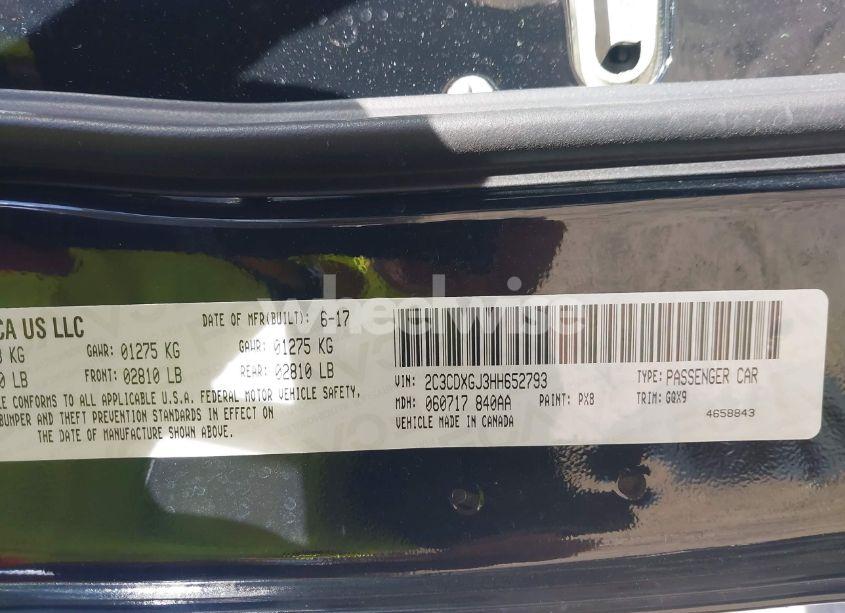 wheelwise
CA US LLC
DATE OF MFR(BUILT): 6-17
KG GAWR: 01275 KG GAWR: 01275 KG
LB FRONT: 02810 LB REAR: 02810 LB
CONFORMS TO ALL APPLICABLE U.S.A. FEDERAL MOTOR VEHICLE SAFETY,
BUMPER AND THEFT PREVENTION STANDARDS IN EFFECT ON
THE DATE OF MANUFACTURE SHOWN ABOVE.
VIN: 2C3CDXGJ3HH652793 TYPE: PASSENGER CAR
MDH: 060717 840AA PAINT: PX8 TRIM: GQX9
VEHICLE MADE IN CANADA 4658843